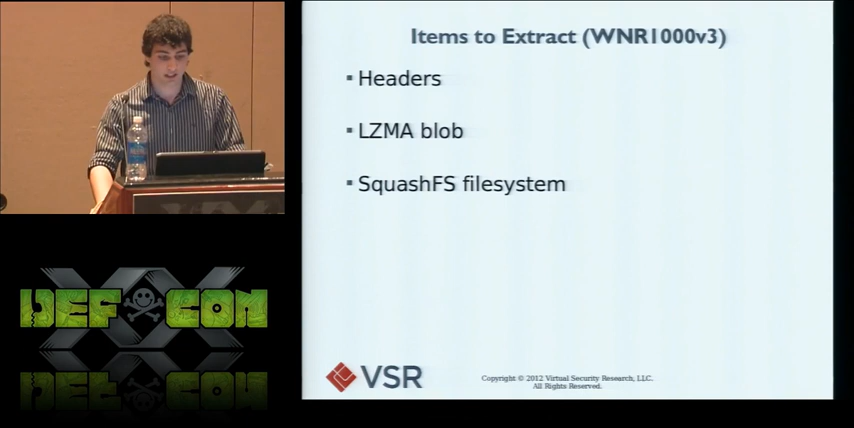 Items to Extract (WNR1000v3)
Headers
LZMA blob
SquashFS filesystem
VSR
Copyright © 2012 Virtual Security Research, LLC.
All Rights Reserved.
XX
DEF CON